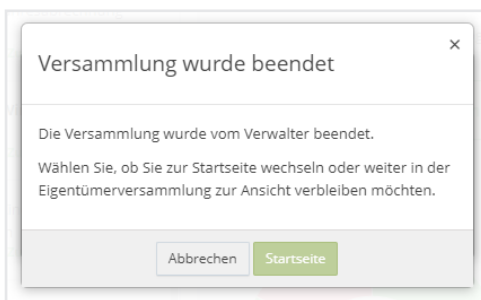 Versammlung wurde beendet
×
Die Versammlung wurde vom Verwalter beendet.
Wählen Sie, ob Sie zur Startseite wechseln oder weiter in der
Eigentümerversammlung zur Ansicht verbleiben möchten.
Abbrechen
Startseite